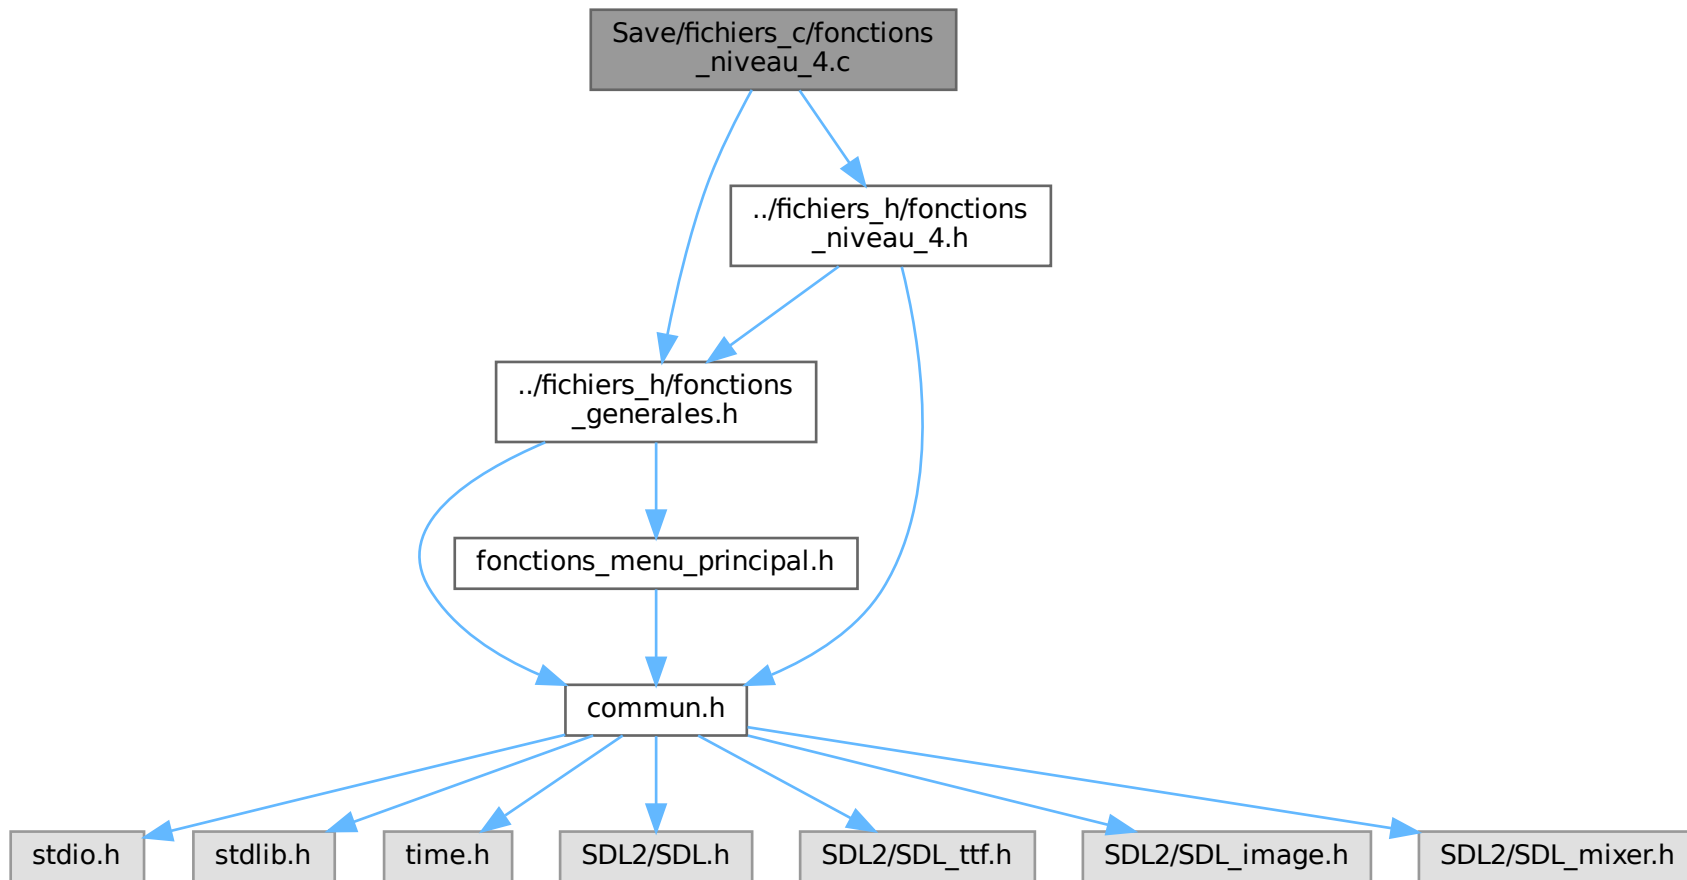 Save/fichiers_c/fonctions
_niveau_4.c
../fichiers_h/fonctions
_niveau_4.h
../fichiers_h/fonctions
_generales.h
fonctions_menu_principal.h
commun.h
stdio.h
stdlib.h
time.h
SDL2/SDL.h
SDL2/SDL_ttf.h
SDL2/SDL_image.h
SDL2/SDL_mixer.h